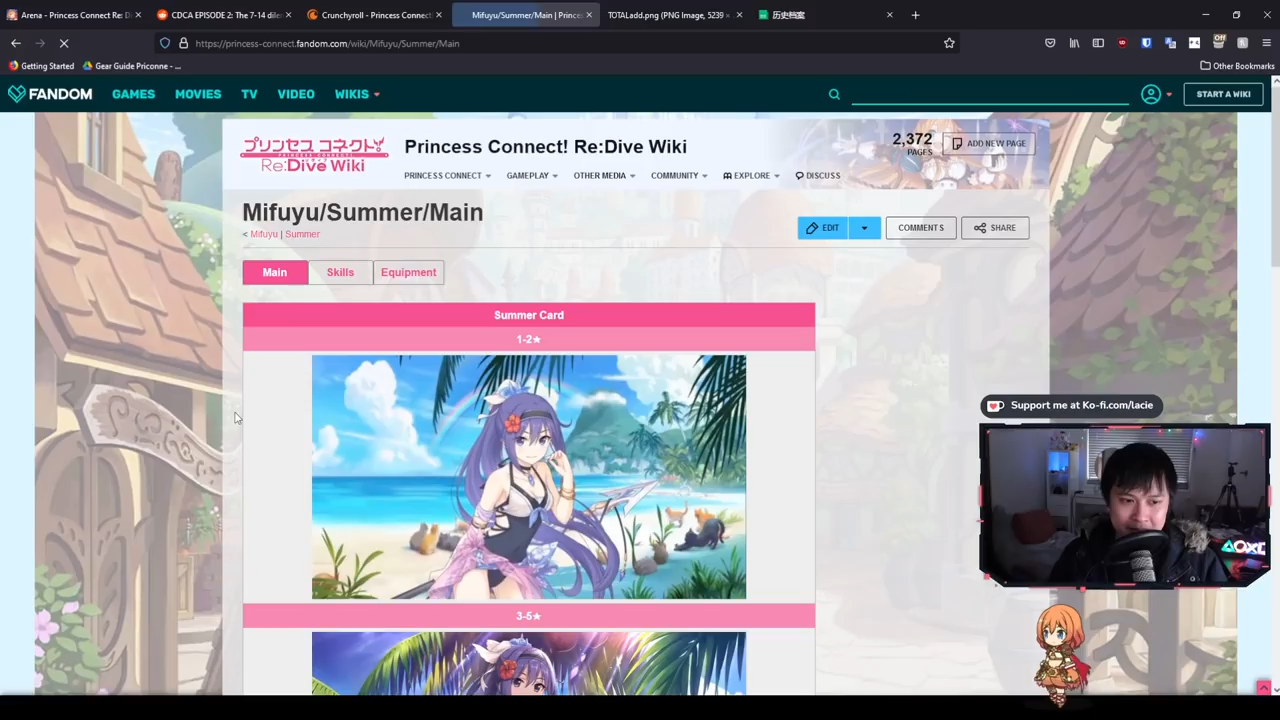 Arena - Princess Connect Re: D
CDCA EPISODE 2: The 7-14 dile
Crunchyroll - Princess Connect!
Mifuyu/Summer/Main | Princes
TOTALadd.png (PNG Image, 5239
历史档案
https://princess-connect.fandom.com/wiki/Mifuyu/Summer/Main
Off
Getting Started
Gear Guide Priconne - ...
Other Bookmarks
FANDOM
GAMES
MOVIES
TV
VIDEO
WIKIS
START A WIKI
プリンセスコネクト!
PRINCESS CONNECT!
Re:Dive Wiki
Princess Connect! Re:Dive Wiki
2,372
PAGES
ADD NEW PAGE
PRINCESS CONNECT
GAMEPLAY
OTHER MEDIA
COMMUNITY
EXPLORE
DISCUSS
Mifuyu/Summer/Main
< Mifuyu | Summer
EDIT
COMMENTS
SHARE
Main
Skills
Equipment
Summer Card
1-2★
3-5★
Support me at Ko-fi.com/lacie